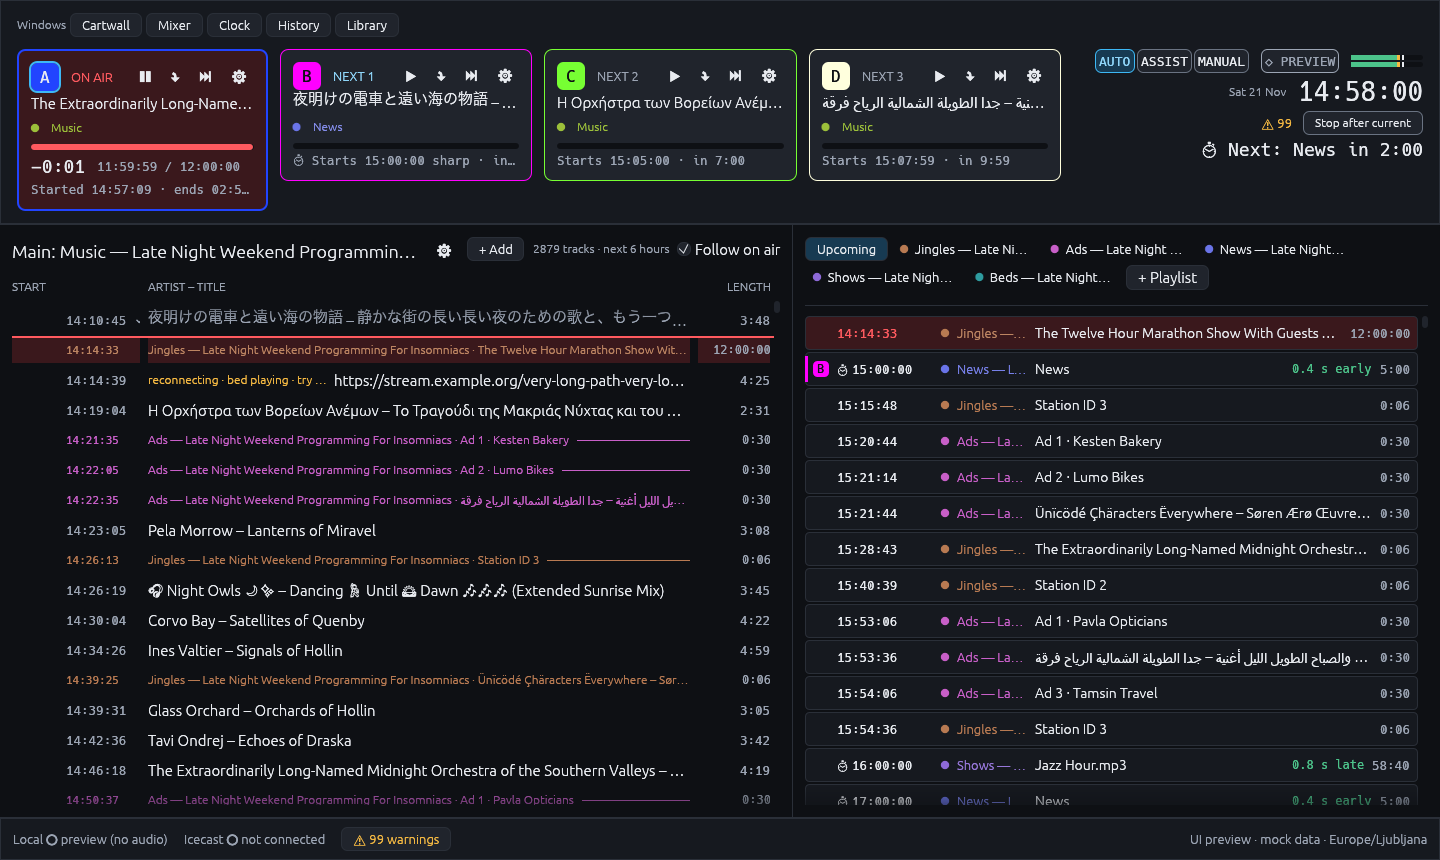 Windows Cartwall Mixer Clock History Library
A ON AIR
The Extraordinarily Long-Name…
Music
−0:01 11:59:59 / 12:00:00
Started 14:57:09 · ends 02:5…
B NEXT 1
夜明けの電車と遠い海の物語 – …
News
Starts 15:00:00 sharp · in…
C NEXT 2
Η Ορχήστρα των Βορείων Ανέμ…
Music
Starts 15:05:00 · in 7:00
D NEXT 3
…نية – جدا الطويلة الشمالية الرياح فرقة
Music
Starts 15:07:59 · in 9:59
AUTO ASSIST MANUAL ◇ PREVIEW
Sat 21 Nov 14:58:00
⚠ 99 Stop after current
Next: News in 2:00
Main: Music — Late Night Weekend Programmin… + Add 2879 tracks · next 6 hours ✓ Follow on air
START ARTIST – TITLE LENGTH
14:10:45 夜明けの電車と遠い海の物語 – 静かな街の長い長い夜のための歌と、もう一つ… 3:48
14:14:33 Jingles — Late Night Weekend Programming For Insomniacs · The Twelve Hour Marathon Show Wit… 12:00:00
14:14:39 reconnecting · bed playing · try … https://stream.example.org/very-long-path-very-lo… 4:25
14:19:04 Η Ορχήστρα των Βορείων Ανέμων – Το Τραγούδι της Μακριάς Νύχτας και του … 2:31
14:21:35 Ads — Late Night Weekend Programming For Insomniacs · Ad 1 · Kesten Bakery 0:30
14:22:05 Ads — Late Night Weekend Programming For Insomniacs · Ad 2 · Lumo Bikes 0:30
14:22:35 Ads — Late Night Weekend Programming For Insomniacs · …يل الليل أغنية – جدا الطويلة الشمالية الرياح فرقة 0:30
14:23:05 Pela Morrow – Lanterns of Miravel 3:08
14:26:13 Jingles — Late Night Weekend Programming For Insomniacs · Station ID 3 0:06
14:26:19 🎧 Night Owls 🌙✨ – Dancing 💃 Until 🌅 Dawn 🎶🎶🎶 (Extended Sunrise Mix) 3:45
14:30:04 Corvo Bay – Satellites of Quenby 4:22
14:34:26 Ines Valtier – Signals of Hollin 4:59
14:39:25 Jingles — Late Night Weekend Programming For Insomniacs · Ünïcödé Çhäracters Ëverywhere – Sør… 0:06
14:39:31 Glass Orchard – Orchards of Hollin 3:05
14:42:36 Tavi Ondrej – Echoes of Draska 3:42
14:46:18 The Extraordinarily Long-Named Midnight Orchestra of the Southern Valleys – … 4:19
14:50:37 Ads — Late Night Weekend Programming For Insomniacs · Ad 1 · Pavla Opticians 0:30
Upcoming Jingles — Late Ni… Ads — Late Night … News — Late Night…
Shows — Late Nigh… Beds — Late Night… + Playlist
14:14:33 Jingles —… The Twelve Hour Marathon Show With Guests … 12:00:00
B 15:00:00 News — L… News 0.4 s early 5:00
15:15:48 Jingles —… Station ID 3 0:06
15:20:44 Ads — La… Ad 1 · Kesten Bakery 0:30
15:21:14 Ads — La… Ad 2 · Lumo Bikes 0:30
15:21:44 Ads — La… Ünïcödé Çhäracters Ëverywhere – Søren Ærø Œuvre… 0:30
15:28:43 Jingles —… The Extraordinarily Long-Named Midnight Orchestr… 0:06
15:40:39 Jingles —… Station ID 2 0:06
15:53:06 Ads — La… Ad 1 · Pavla Opticians 0:30
15:53:36 Ads — La… … والصباح الطويل الليل أغنية – جدا الطويلة الشمالية الرياح فرقة 0:30
15:54:06 Ads — La… Ad 3 · Tamsin Travel 0:30
15:54:36 Jingles —… Station ID 3 0:06
16:00:00 Shows — … Jazz Hour.mp3 0.8 s late 58:40
17:00:00 News — L… News 0.4 s early 5:00
Local preview (no audio) Icecast not connected ⚠ 99 warnings UI preview · mock data · Europe/Ljubljana